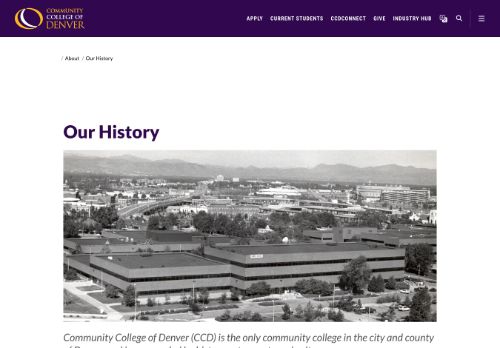 COMMUNITY
COLLEGE OF
DENVER
APPLY CURRENT STUDENTS CCDCONNECT GIVE INDUSTRY HUB
/ About / Our History
Our History
Community College of Denver (CCD) is the only community college in the city and county